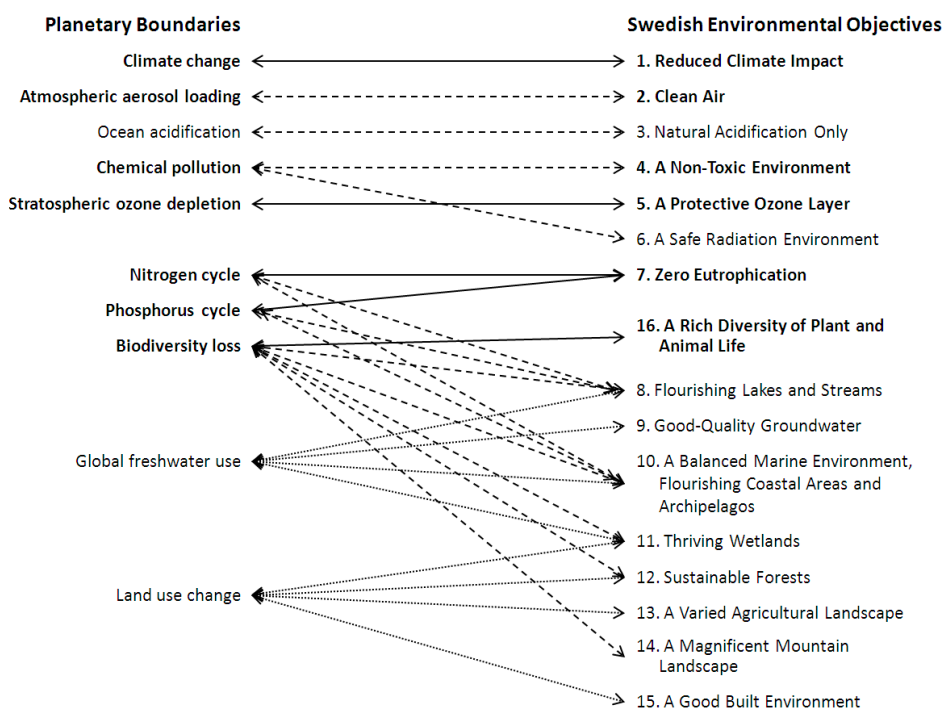 Planetary Boundaries
Swedish Environmental Objectives
Climate change
1. Reduced Climate Impact
Atmospheric aerosol loading
2. Clean Air
Ocean acidification
3. Natural Acidification Only
Chemical pollution
4. A Non-Toxic Environment
Stratospheric ozone depletion
5. A Protective Ozone Layer
6. A Safe Radiation Environment
Nitrogen cycle
7. Zero Eutrophication
Phosphorus cycle
16. A Rich Diversity of Plant and
Animal Life
Biodiversity loss
8. Flourishing Lakes and Streams
9. Good-Quality Groundwater
Global freshwater use
10. A Balanced Marine Environment,
Flourishing Coastal Areas and
Archipelagos
11. Thriving Wetlands
12. Sustainable Forests
Land use change
13. A Varied Agricultural Landscape
14. A Magnificent Mountain
Landscape
15. A Good Built Environment